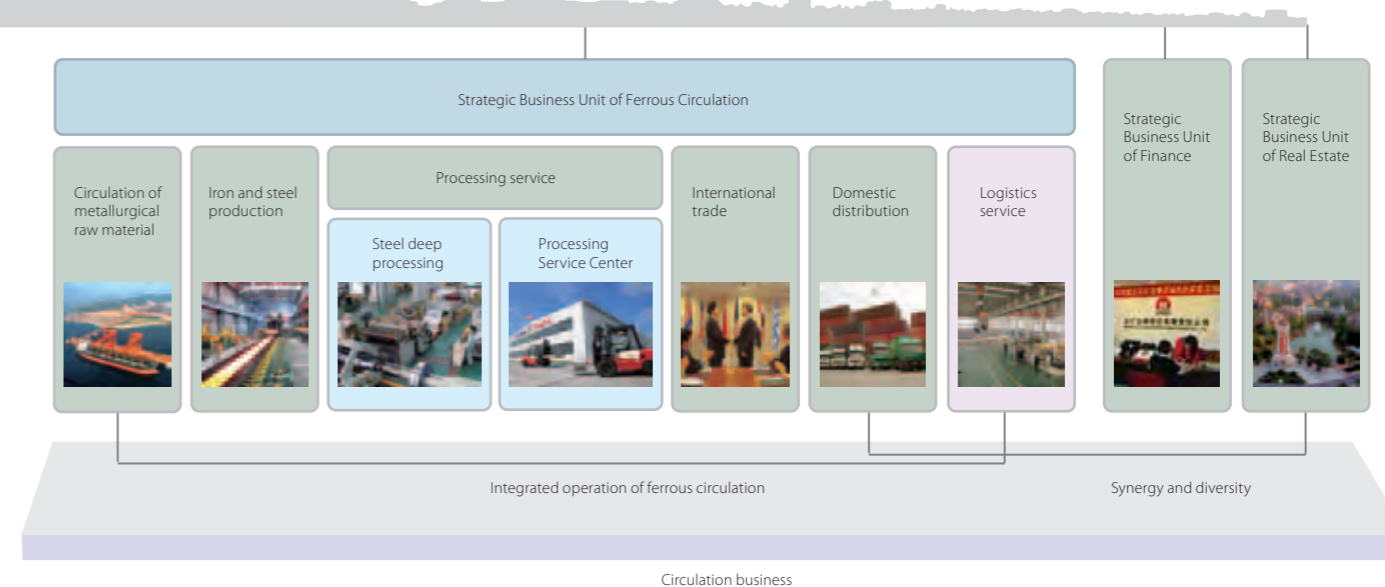 Strategic Business Unit of Ferrous Circulation
Strategic
Business Unit
of Finance
Strategic
Business Unit
of Real Estate
Circulation of
metallurgical
raw material
Iron and steel
production
Processing service
Steel deep
processing
Processing
Service Center
International
trade
Domestic
distribution
Logistics
service
Integrated operation of ferrous circulation
Synergy and diversity
Circulation business